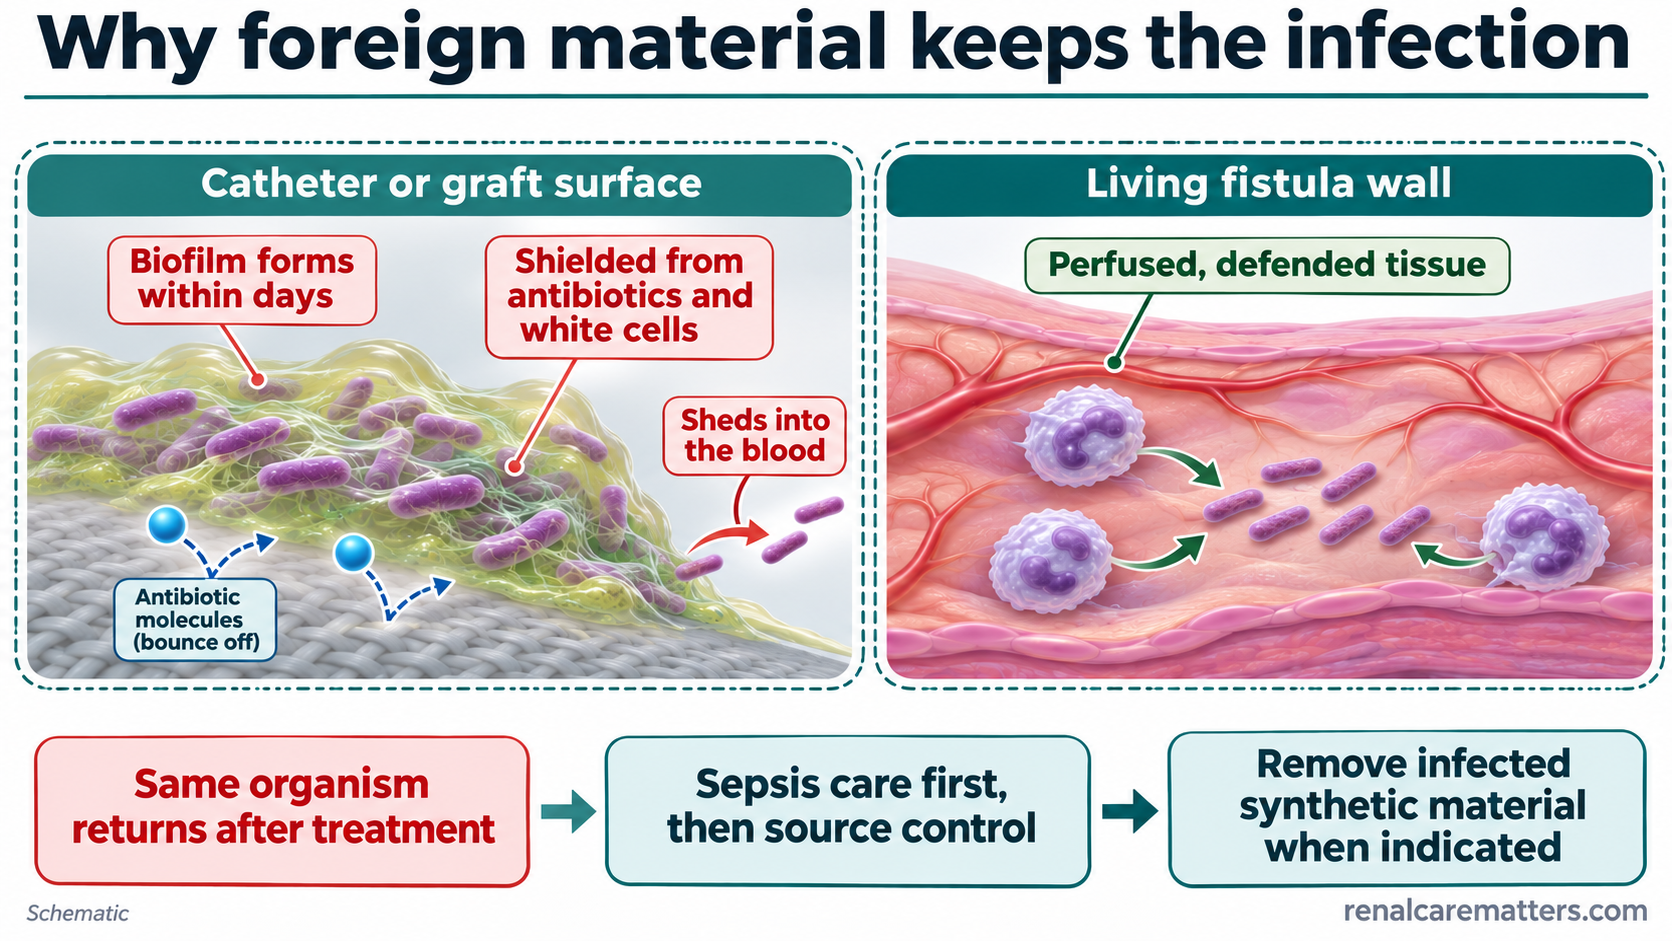 Why foreign material keeps the infection
Catheter or graft surface
Biofilm forms
within days
Shielded from
antibiotics and
white cells
Sheds into
the blood
Antibiotic
molecules
(bounce off)
Living fistula wall
Perfused, defended tissue
Same organism
returns after treatment
Sepsis care first,
then source control
Remove infected
synthetic material
when indicated
Schematic
renalcarematters.com